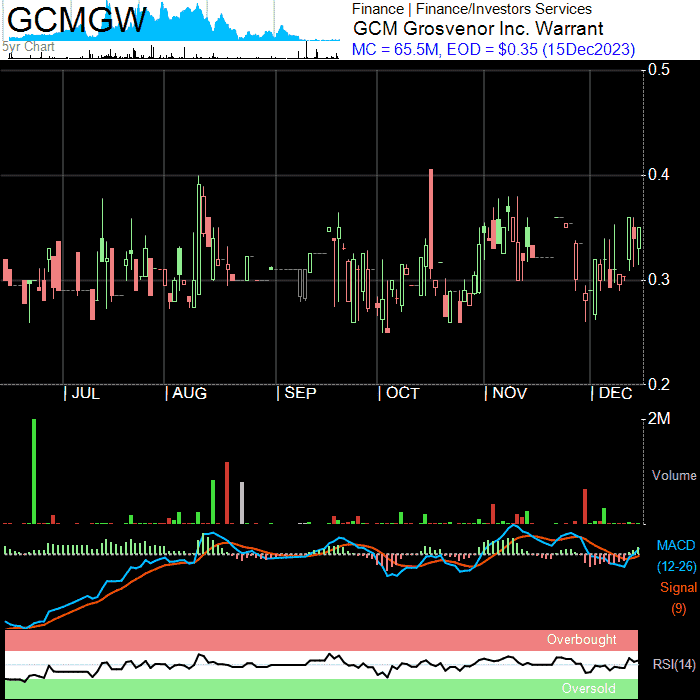 GCMGW
5yr Chart
Finance | Finance/Investors Services
GCM Grosvenor Inc. Warrant
MC = 65.5M, EOD = $0.35 (15Dec2023)
0.5
0.4
0.3
0.2
JUL AUG SEP OCT NOV DEC
2M
Volume
MACD
(12-26)
Signal
(9)
Overbought
RSI(14)
Oversold